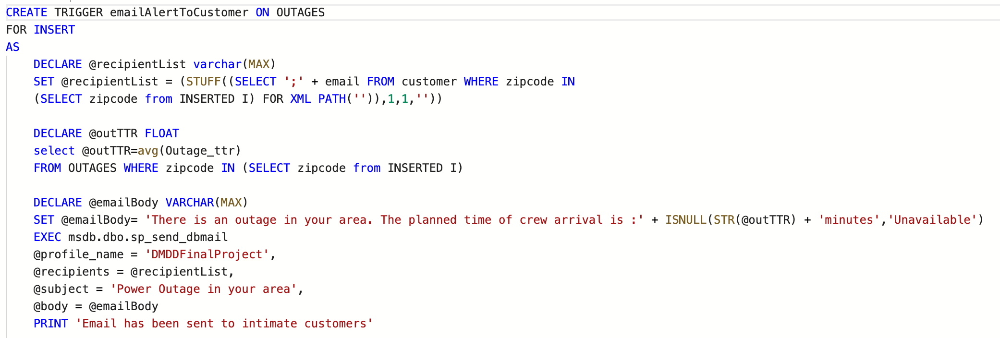 CREATE TRIGGER emailAlertToCustomer ON OUTAGES
FOR INSERT
AS
DECLARE @recipientList varchar(MAX)
SET @recipientList = (STUFF((SELECT ';' + email FROM customer WHERE zipcode IN
(SELECT zipcode from INSERTED I) FOR XML PATH('')),1,1,''))
DECLARE @outTTR FLOAT
select @outTTR=avg(Outage_ttr)
FROM OUTAGES WHERE zipcode IN (SELECT zipcode from INSERTED I)
DECLARE @emailBody VARCHAR(MAX)
SET @emailBody= 'There is an outage in your area. The planned time of crew arrival is :' + ISNULL(STR(@outTTR) + 'minutes','Unavailable')
EXEC msdb.dbo.sp_send_dbmail
@profile_name = 'DMDDFinalProject',
@recipients = @recipientList,
@subject = 'Power Outage in your area',
@body = @emailBody
PRINT 'Email has been sent to intimate customers'